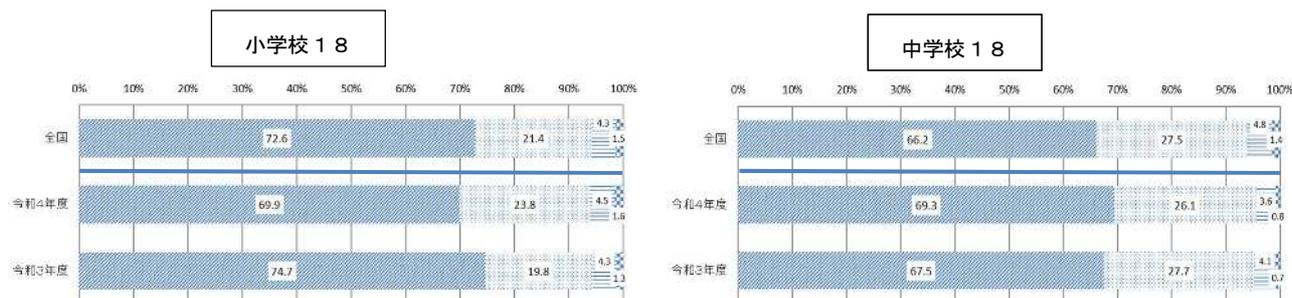 小学校18
0% 10% 20% 30% 40% 50% 60% 70% 80% 90% 100%
全国 72.6 21.4 4.3 1.5
令和4年度 69.9 23.8 4.5 1.6
令和3年度 74.7 19.8 4.3 1.3
中学校18
0% 10% 20% 30% 40% 50% 60% 70% 80% 90% 100%
全国 66.2 27.5 4.8 1.4
令和4年度 69.3 26.1 3.6 0.8
令和3年度 67.5 27.7 4.1 0.7